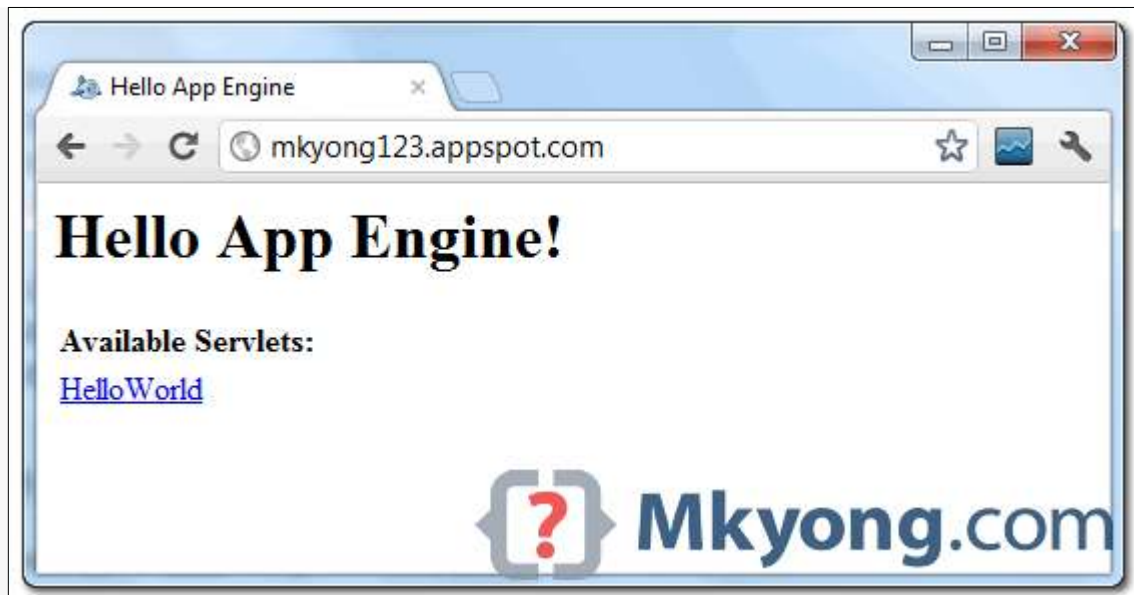 Hello App Engine
mkyong123.appspot.com
Hello App Engine!
Available Servlets:
HelloWorld
{?} Mkyong.com